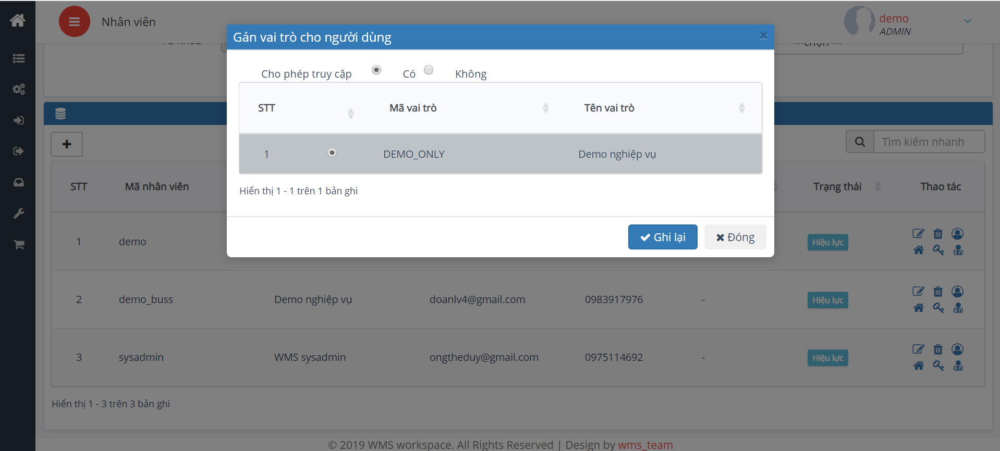 Nhân viên
demo
ADMIN
Gán vai trò cho người dùng
Cho phép truy cập Có Không
STT Mã vai trò Tên vai trò
1 DEMO_ONLY Demo nghiệp vụ
Hiển thị 1 - 1 trên 1 bản ghi
Ghi lại Đóng
Tìm kiếm nhanh
STT Mã nhân viên Trạng thái Thao tác
1 demo Hiệu lực
2 demo_buss Demo nghiệp vụ doanlv4@gmail.com 0983917976 - Hiệu lực
3 sysadmin WMS sysadmin ongtheduy@gmail.com 0975114692 - Hiệu lực
Hiển thị 1 - 3 trên 3 bản ghi
© 2019 WMS workspace. All Rights Reserved | Design by wms_team